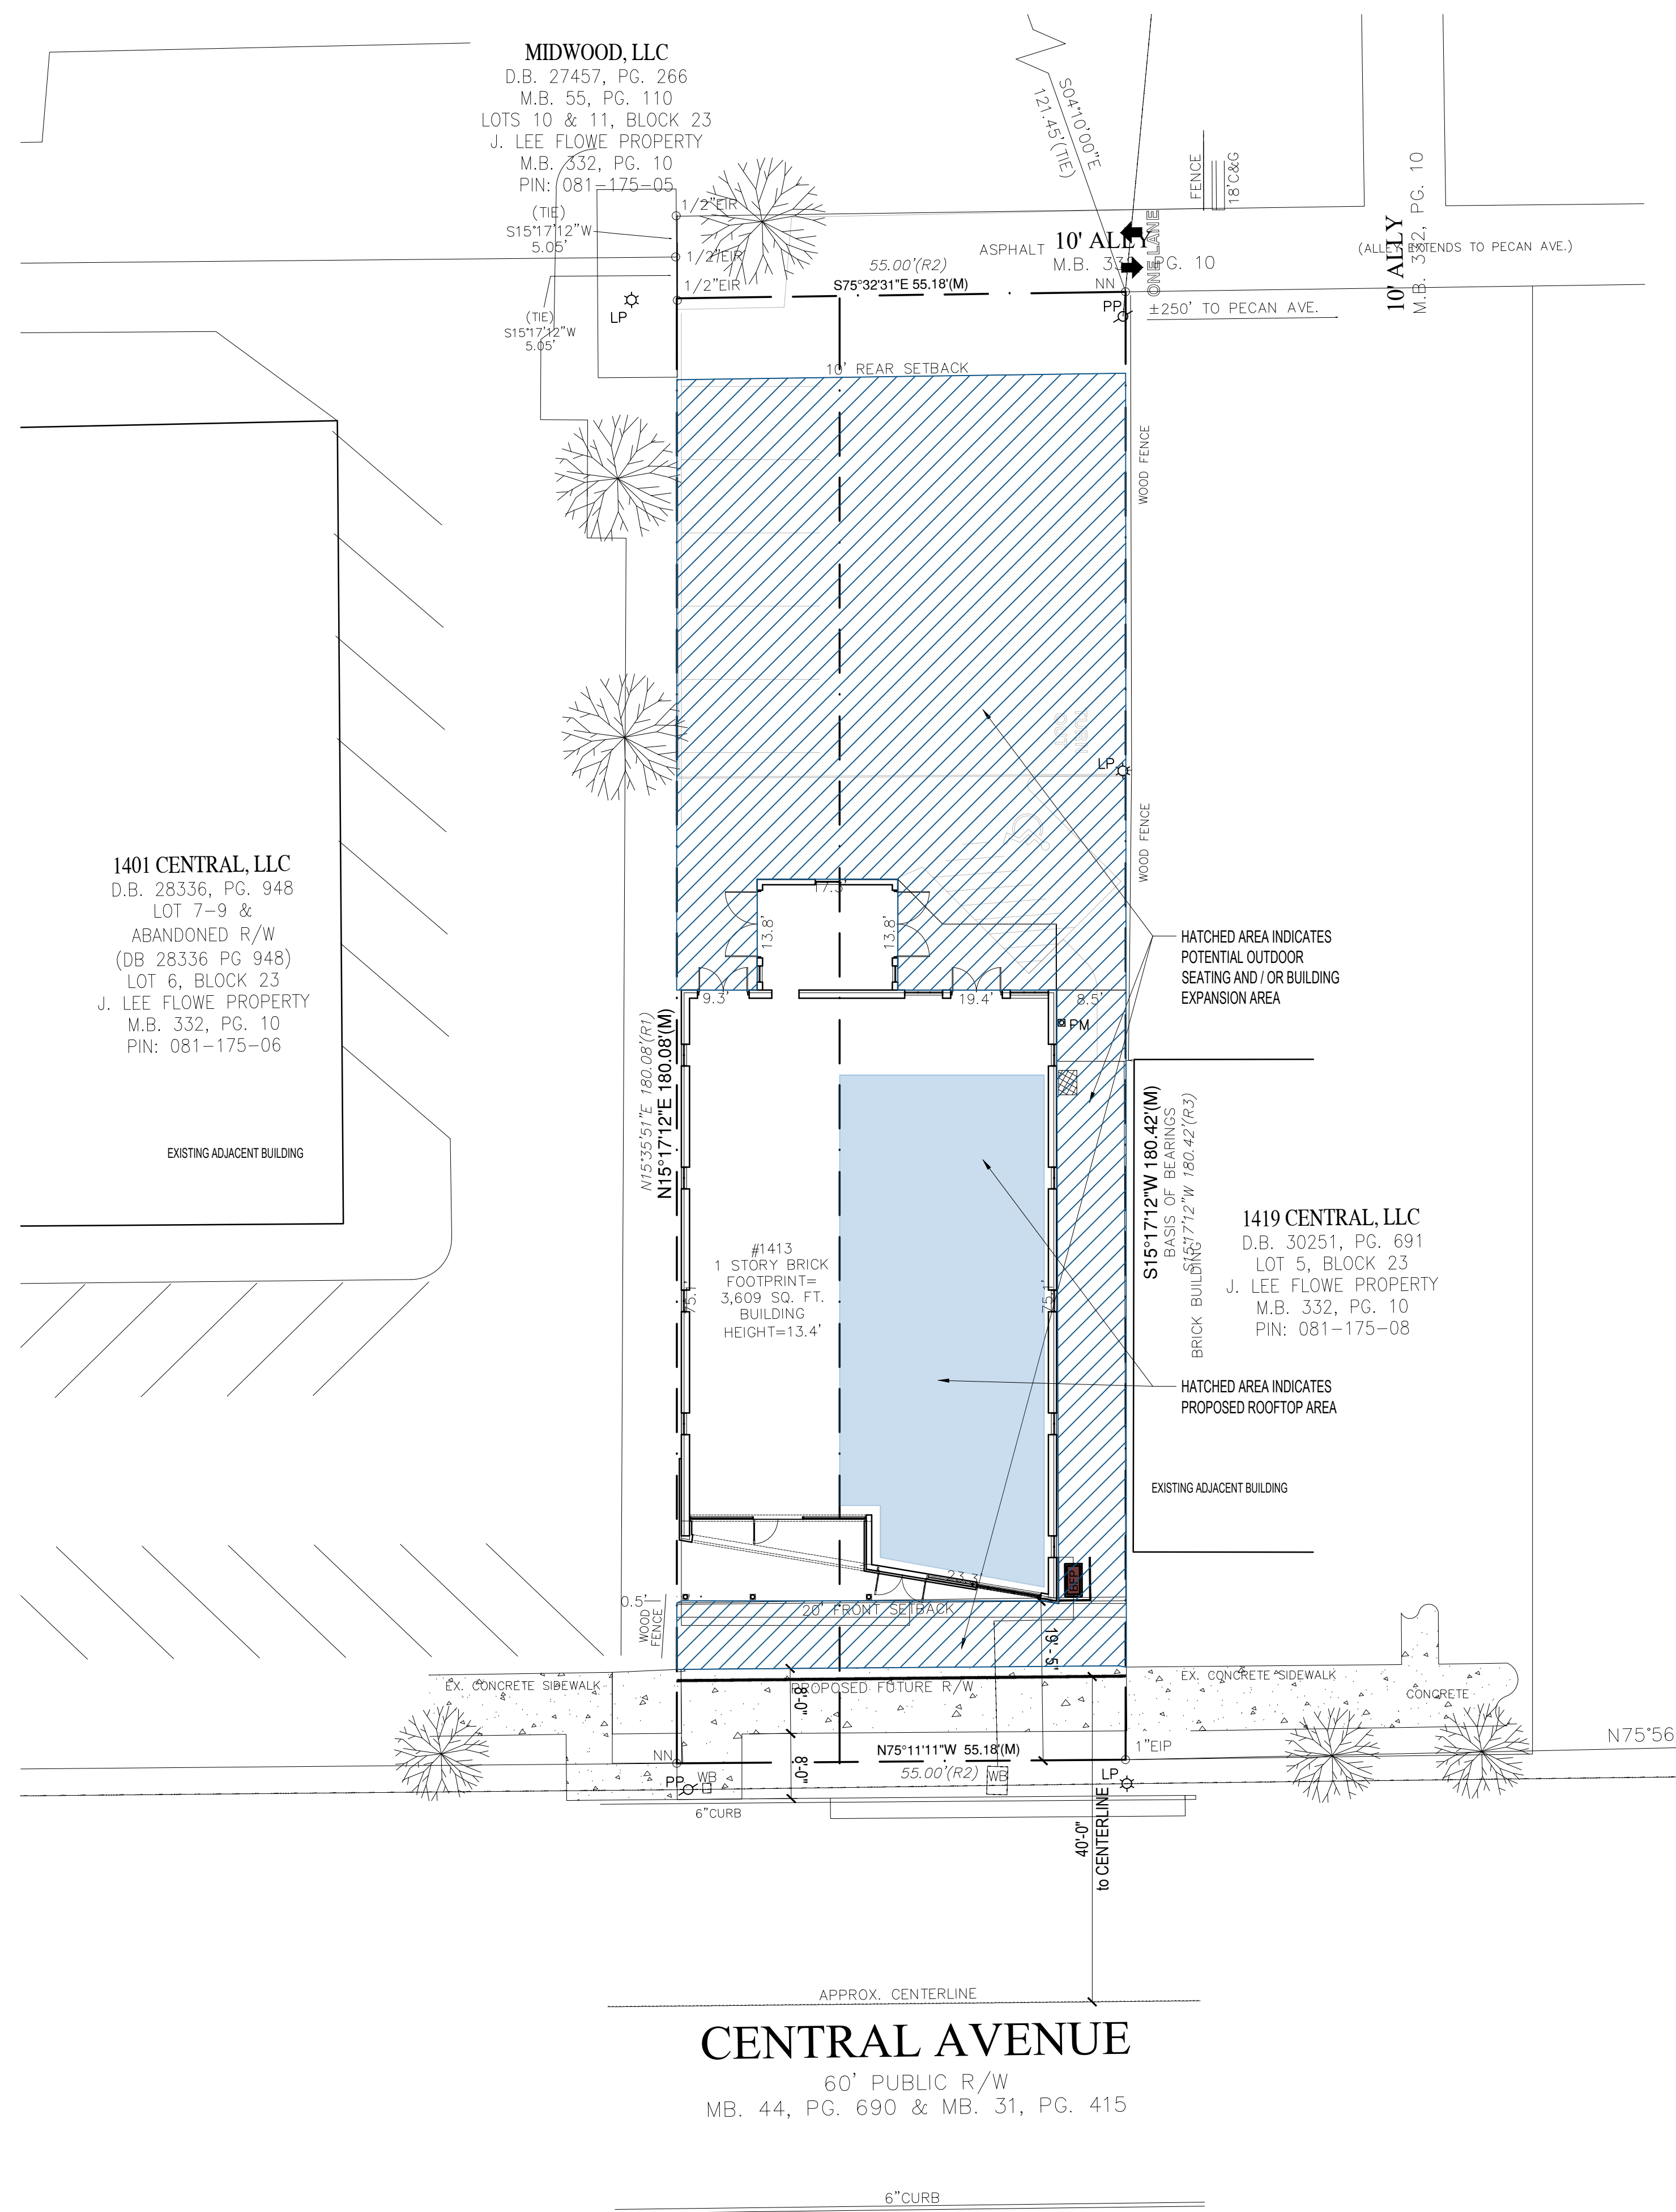 MIDWOOD, LLC
D.B. 27457, PG. 266
M.B. 55, PG. 110
LOTS 10 & 11, BLOCK 23
J. LEE FLOWE PROPERTY
M.B. 332, PG. 10
PIN: 081-175-05
(TIE)
S15°17'12"W
5.05'
1/2"EIR
1/2"EIR
1/2"EIR
(TIE)
S15°17'12"W
5.05'
LP
S04°10'00"E
121.45'(TIE)
FENCE
18"C&G
ASPHALT
10' ALLY
M.B. 332, PG. 10
ONE LANE
10' ALLY
M.B. 332, PG. 10
(ALLEY EXTENDS TO PECAN AVE.)
55.00'(R2)
S75°32'31"E 55.18'(M)
NN
PP
±250' TO PECAN AVE.
10' REAR SETBACK
WOOD FENCE
LP
WOOD FENCE
1401 CENTRAL, LLC
D.B. 28336, PG. 948
LOT 7-9 &
ABANDONED R/W
(DB 28336 PG 948)
LOT 6, BLOCK 23
J. LEE FLOWE PROPERTY
M.B. 332, PG. 10
PIN: 081-175-06
EXISTING ADJACENT BUILDING
17.3'
13.8'
13.8'
9.3'
19.4'
8.5'
PM
HATCHED AREA INDICATES
POTENTIAL OUTDOOR
SEATING AND / OR BUILDING
EXPANSION AREA
N15°35'51"E 180.08'(R1)
N15°17'12"E 180.08'(M)
S15°17'12"W 180.42'(M)
BASIS OF BEARINGS
S15°17'12"W 180.42'(R3)
BRICK BUILDING
1419 CENTRAL, LLC
D.B. 30251, PG. 691
LOT 5, BLOCK 23
J. LEE FLOWE PROPERTY
M.B. 332, PG. 10
PIN: 081-175-08
#1413
1 STORY BRICK
FOOTPRINT=
3,609 SQ. FT.
BUILDING
HEIGHT=13.4'
75.1'
75.1'
HATCHED AREA INDICATES
PROPOSED ROOFTOP AREA
EXISTING ADJACENT BUILDING
23.3'
BFP
0.5'
WOOD
FENCE
20' FRONT SETBACK
19'-5"
EX. CONCRETE SIDEWALK
PROPOSED FUTURE R/W
8'-0"
EX. CONCRETE SIDEWALK
CONCRETE
N75°56
NN
N75°11'11"W 55.18'(M)
55.00'(R2)
8'-0"
1"EIP
PP
WB
WB
LP
6"CURB
40'-0"
to CENTERLINE
APPROX. CENTERLINE
CENTRAL AVENUE
60' PUBLIC R/W
MB. 44, PG. 690 & MB. 31, PG. 415
6"CURB